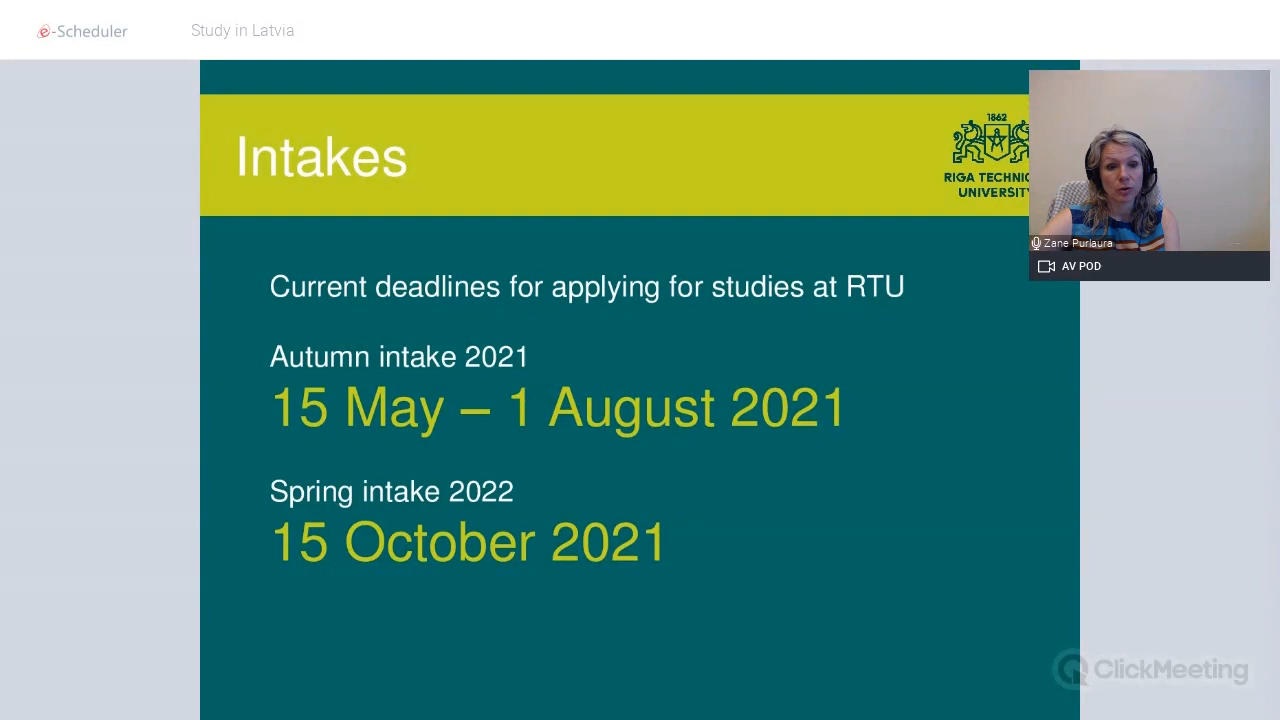 e-Scheduler
Study in Latvia
Intakes
1862
RIGA TECHNIC
UNIVERSITY
Zane Purlaura
AV POD
Current deadlines for applying for studies at RTU
Autumn intake 2021
15 May – 1 August 2021
Spring intake 2022
15 October 2021
ClickMeeting